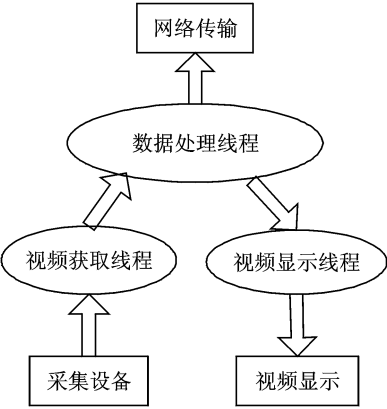 网络传输
数据处理线程
视频获取线程
视频显示线程
采集设备
视频显示